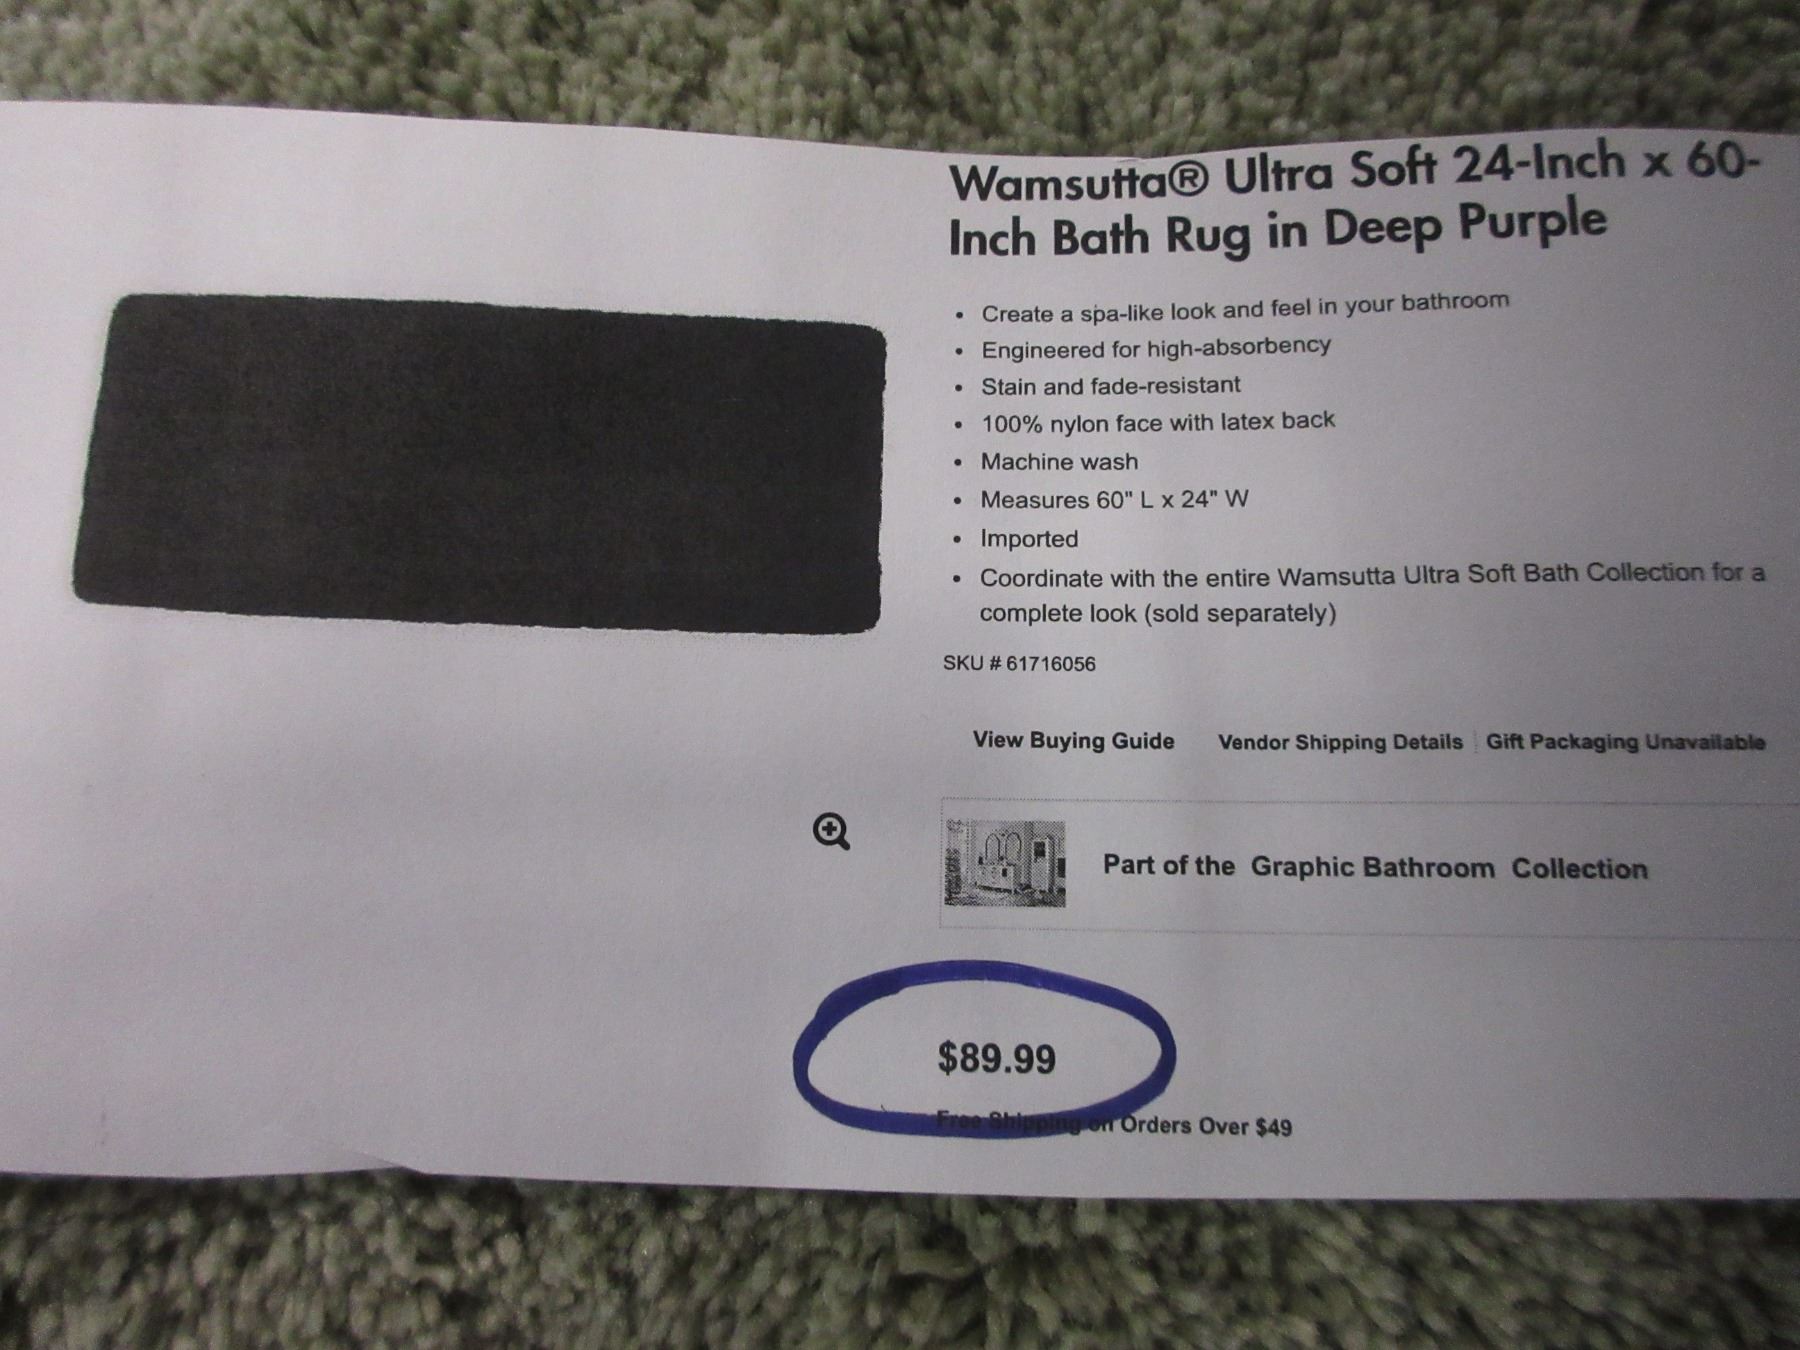 Wamsutta® Ultra Soft 24-Inch x 60-
Inch Bath Rug in Deep Purple
• Create a spa-like look and feel in your bathroom
• Engineered for high-absorbency
• Stain and fade-resistant
• 100% nylon face with latex back
• Machine wash
• Measures 60" L x 24" W
• Imported
• Coordinate with the entire Wamsutta Ultra Soft Bath Collection for a
complete look (sold separately)
SKU # 61716056
View Buying Guide Vendor Shipping Details Gift Packaging Unavailable
Part of the Graphic Bathroom Collection
$89.99
Free Shipping on Orders Over $49